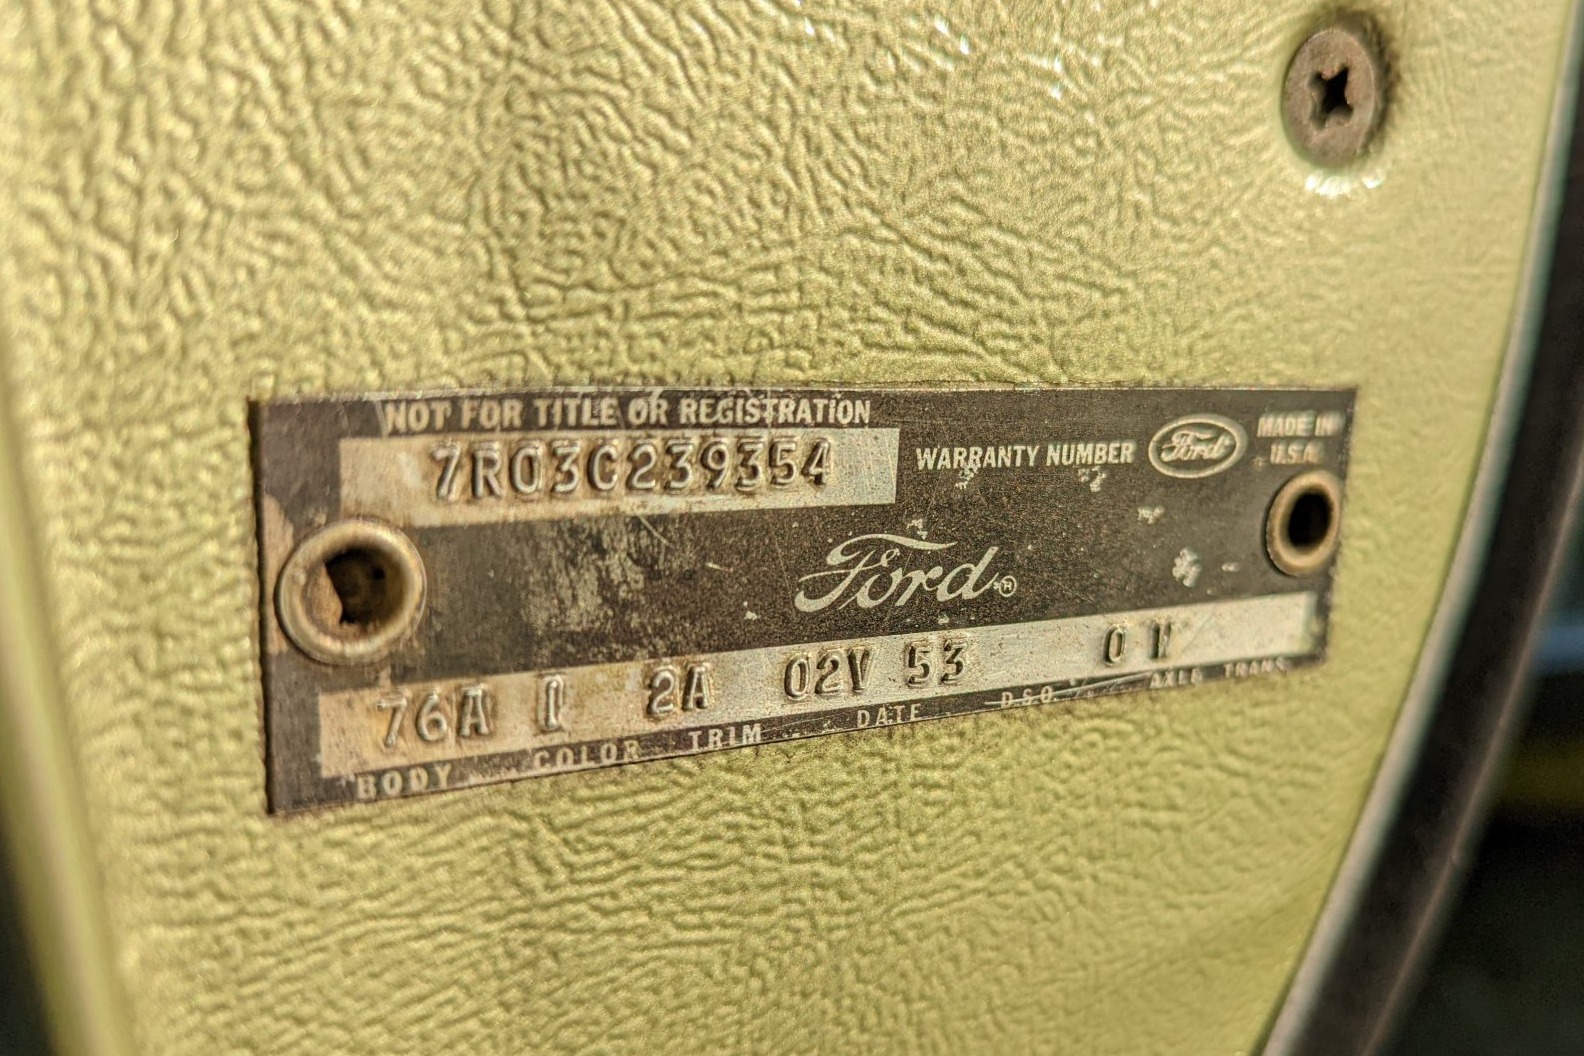 NOT FOR TITLE OR REGISTRATION
7R03C239354
WARRANTY NUMBER
Ford
MADE IN
U.S.A.
Ford ®
76A 2A 02V 53
BODY COLOR TRIM DATE D.S.O. AXLE TRANS